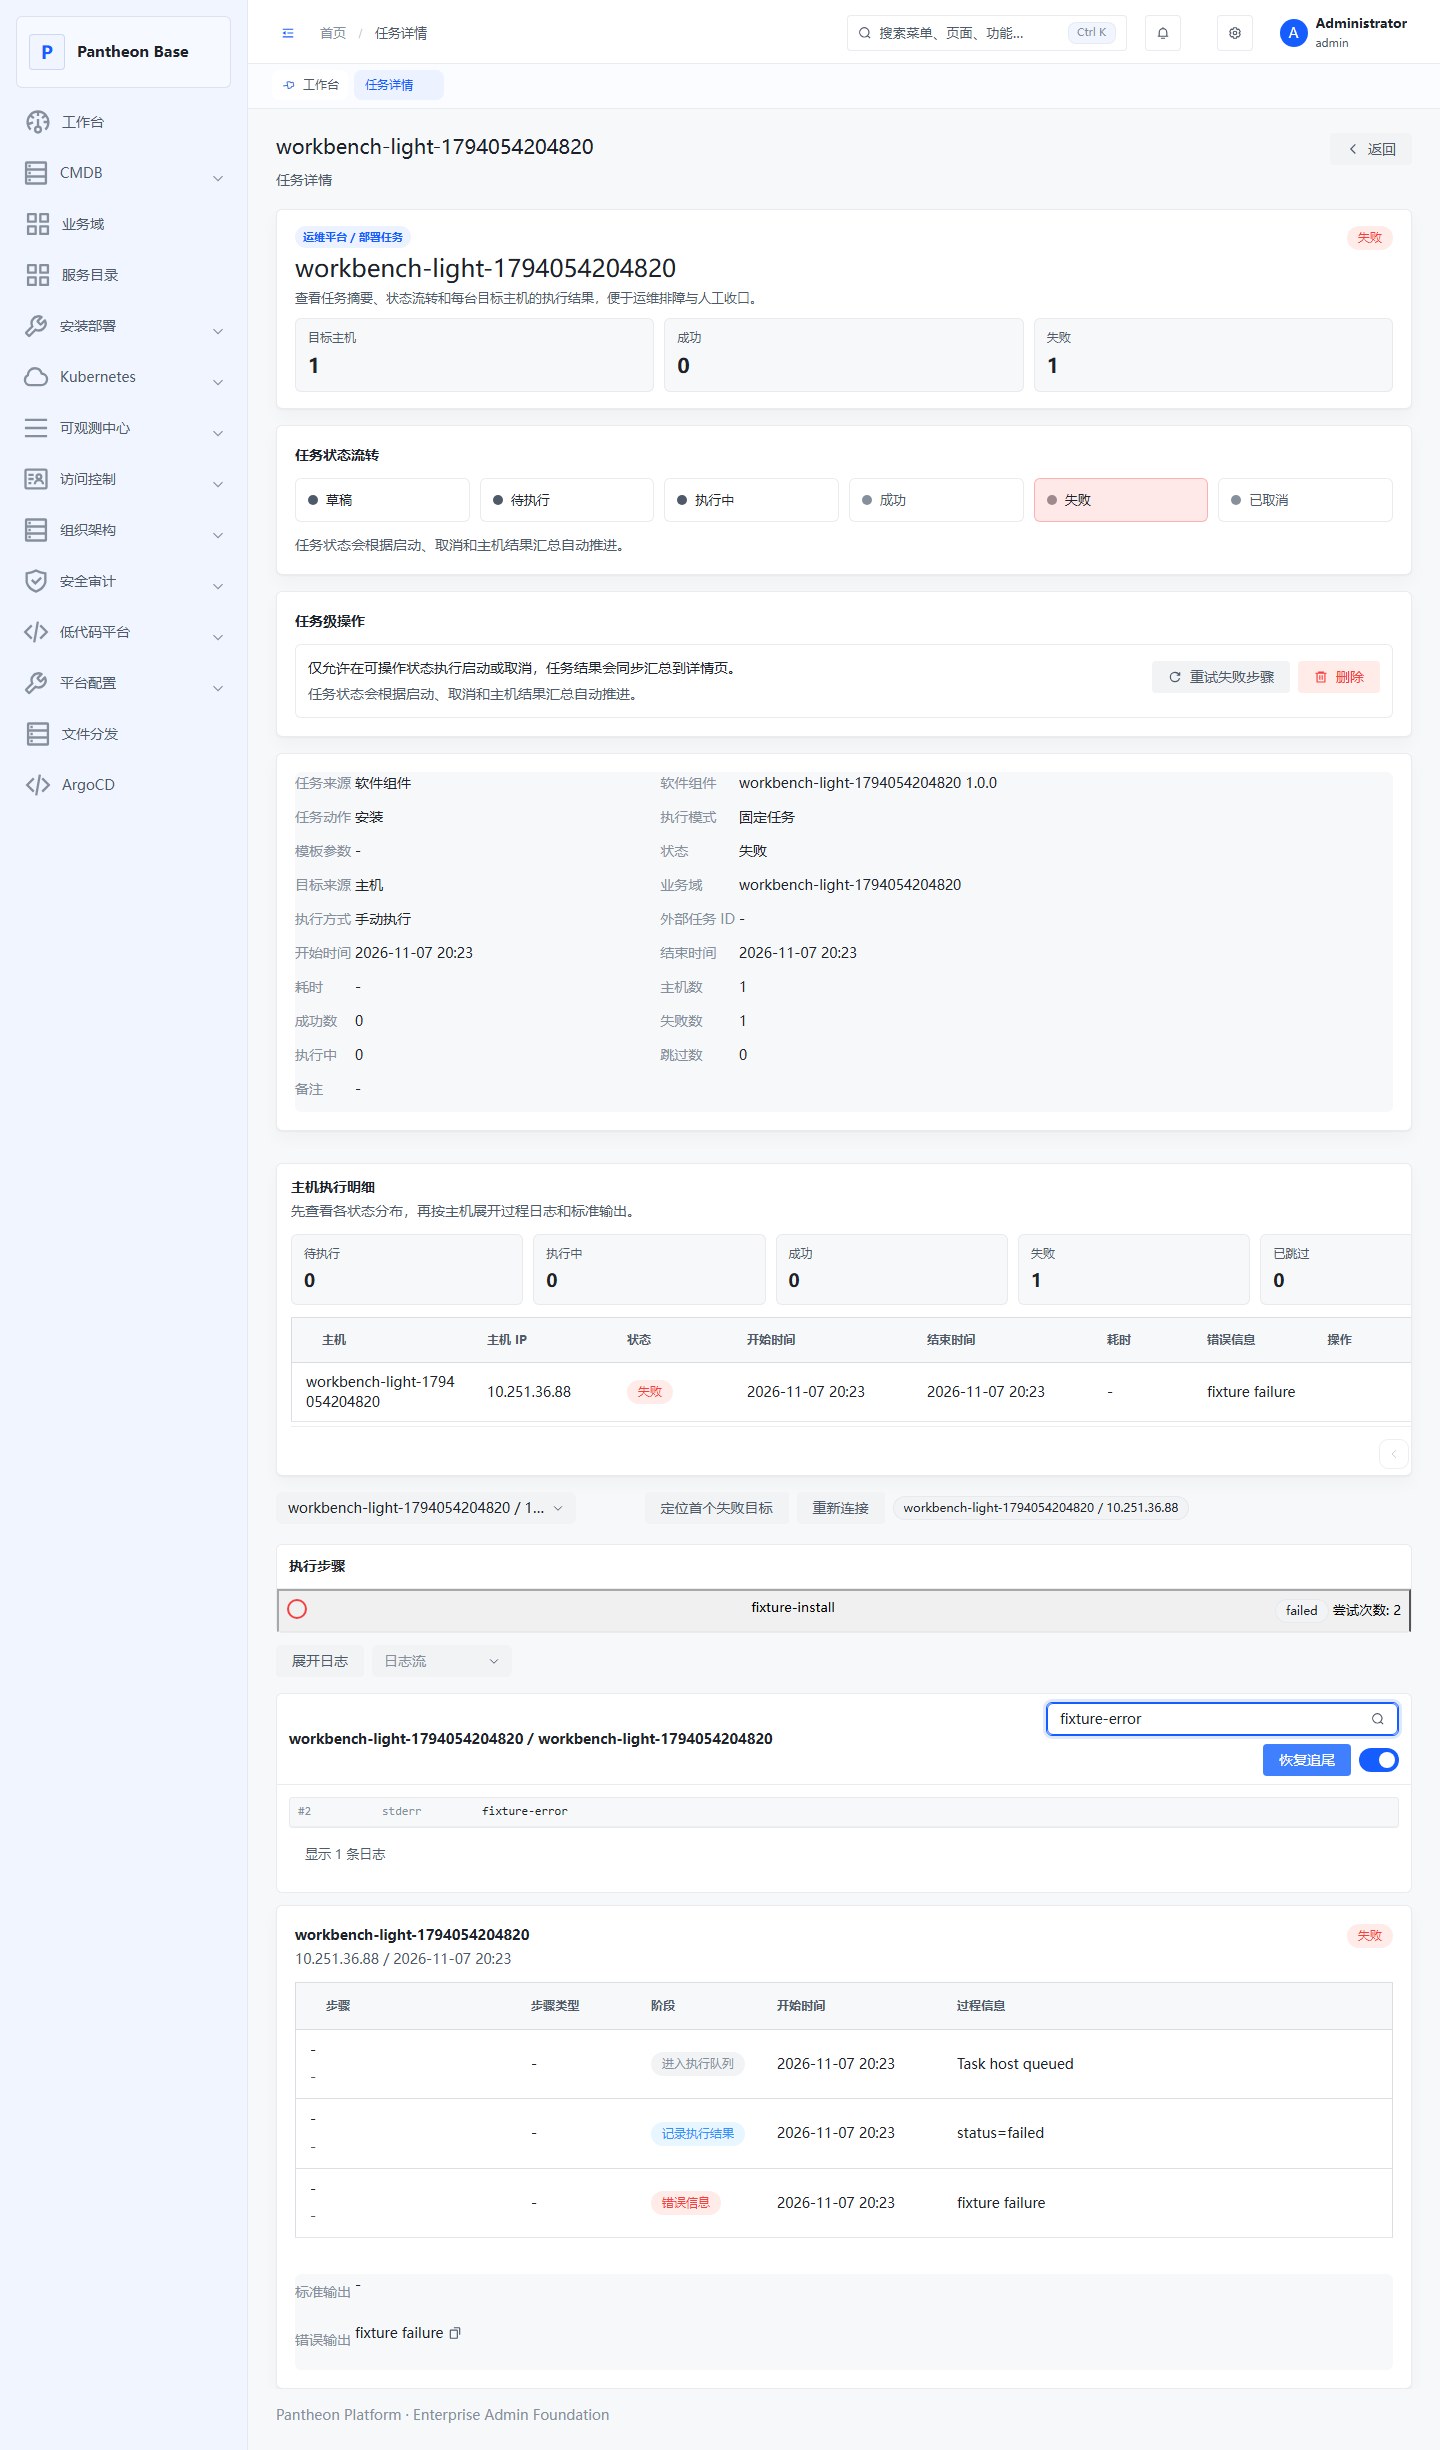 P Pantheon Base
工作台
CMDB
业务域
服务目录
安装部署
Kubernetes
可观测中心
访问控制
组织架构
安全审计
低代码平台
平台配置
文件分发
ArgoCD
首页 / 任务详情
搜索菜单、页面、功能... Ctrl K
A Administrator
admin
工作台 任务详情
workbench-light-1794054204820
任务详情
返回
运维平台 / 部署任务
失败
workbench-light-1794054204820
查看任务摘要、状态流转和每台目标主机的执行结果，便于运维排障与人工收口。
目标主机 成功 失败
1 0 1
任务状态流转
草稿 待执行 执行中 成功 失败 已取消
任务状态会根据启动、取消和主机结果汇总自动推进。
任务级操作
仅允许在可操作状态执行启动或取消，任务结果会同步汇总到详情页。
任务状态会根据启动、取消和主机结果汇总自动推进。
重试失败步骤 删除
任务来源 软件组件 软件组件 workbench-light-1794054204820 1.0.0
任务动作 安装 执行模式 固定任务
模板参数 - 状态 失败
目标来源 主机 业务域 workbench-light-1794054204820
执行方式 手动执行 外部任务 ID -
开始时间 2026-11-07 20:23 结束时间 2026-11-07 20:23
耗时 - 主机数 1
成功数 0 失败数 1
执行中 0 跳过数 0
备注 -
主机执行明细
先查看各状态分布，再按主机展开过程日志和标准输出。
待执行 执行中 成功 失败 已跳过
0 0 0 1 0
主机 主机 IP 状态 开始时间 结束时间 耗时 错误信息 操作
workbench-light-1794 10.251.36.88 失败 2026-11-07 20:23 2026-11-07 20:23 - fixture failure
054204820
workbench-light-1794054204820 / 1... 定位首个失败目标 重新连接 workbench-light-1794054204820 / 10.251.36.88
执行步骤
fixture-install failed 尝试次数: 2
展开日志 日志流
fixture-error
workbench-light-1794054204820 / workbench-light-1794054204820
恢复追尾
#2 stderr fixture-error
显示 1 条日志
workbench-light-1794054204820 失败
10.251.36.88 / 2026-11-07 20:23
步骤 步骤类型 阶段 开始时间 过程信息
-
- 进入执行队列 2026-11-07 20:23 Task host queued
-
-
- 记录执行结果 2026-11-07 20:23 status=failed
-
-
- 错误信息 2026-11-07 20:23 fixture failure
-
标准输出 -
错误输出 fixture failure
Pantheon Platform · Enterprise Admin Foundation